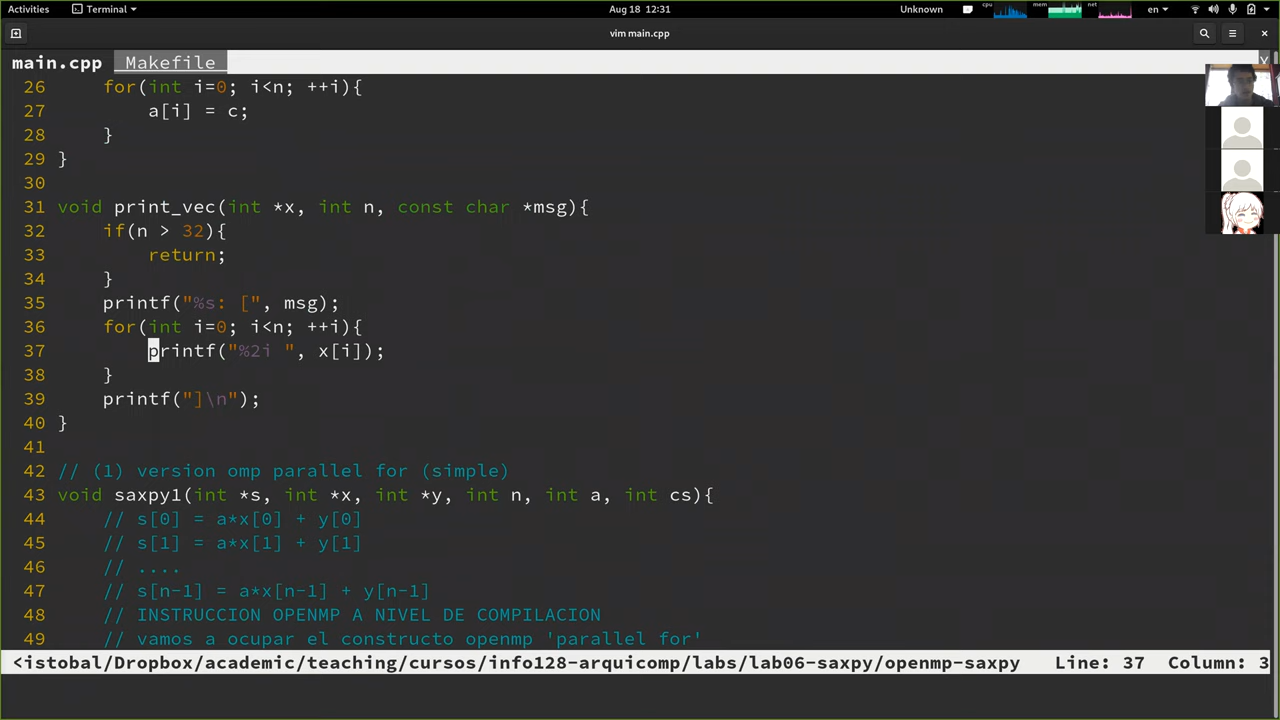 Activities Terminal Aug 18 12:31 Unknown cpu mem net en
vim main.cpp
main.cpp Makefile
26 for(int i=0; i<n; ++i){
27 a[i] = c;
28 }
29 }
30
31 void print_vec(int *x, int n, const char *msg){
32 if(n > 32){
33 return;
34 }
35 printf("%s: [", msg);
36 for(int i=0; i<n; ++i){
37 printf("%2i ", x[i]);
38 }
39 printf("]\n");
40 }
41
42 // (1) version omp parallel for (simple)
43 void saxpy1(int *s, int *x, int *y, int n, int a, int cs){
44 // s[0] = a*x[0] + y[0]
45 // s[1] = a*x[1] + y[1]
46 // ....
47 // s[n-1] = a*x[n-1] + y[n-1]
48 // INSTRUCCION OPENMP A NIVEL DE COMPILACION
49 // vamos a ocupar el constructo openmp 'parallel for'
<istobal/Dropbox/academic/teaching/cursos/info128-arquicomp/labs/lab06-saxpy/openmp-saxpy Line: 37 Column: 3